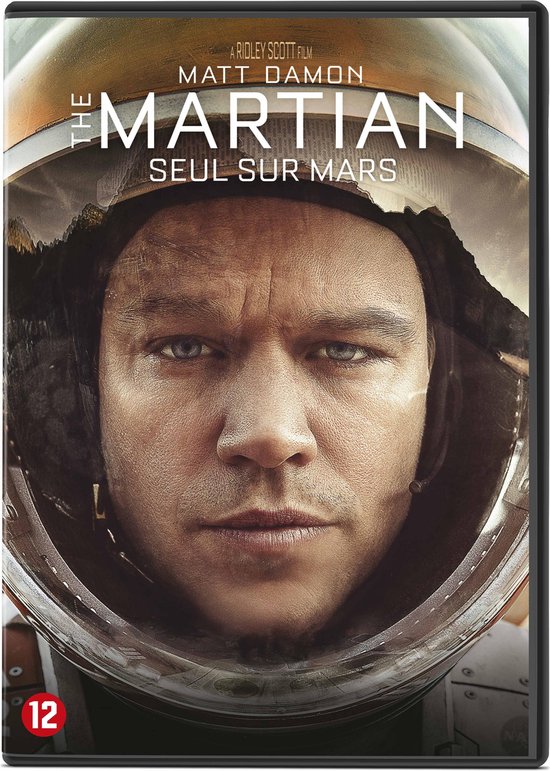 A RIDLEY SCOTT FILM
MATT DAMON
THE MARTIAN
SEUL SUR MARS
12